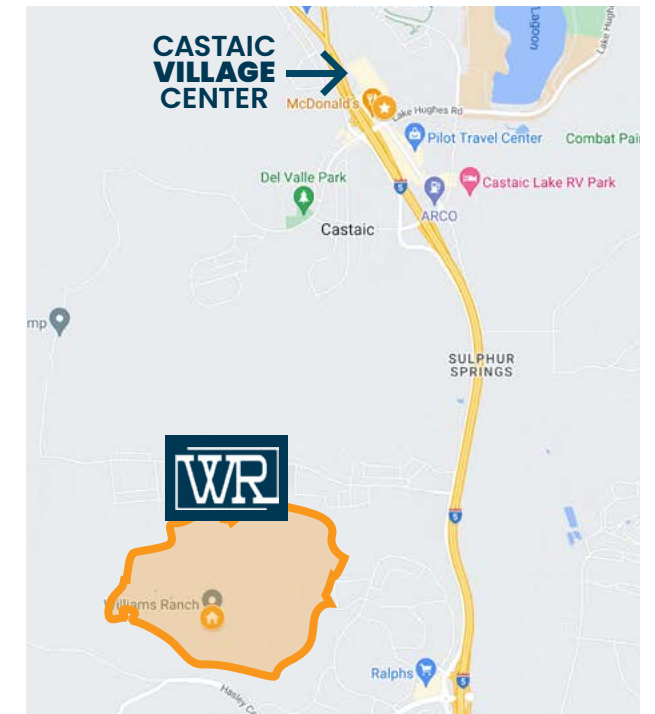 CASTAIC
VILLAGE
CENTER
Lagoon
Lake Hughes
McDonald's
Lake Hughes Rd
Pilot Travel Center
Combat Pai
Del Valle Park
Castaic Lake RV Park
5
ARCO
Castaic
mp
SULPHUR
SPRINGS
WR
5
Williams Ranch
Ralphs
5
Hasley C